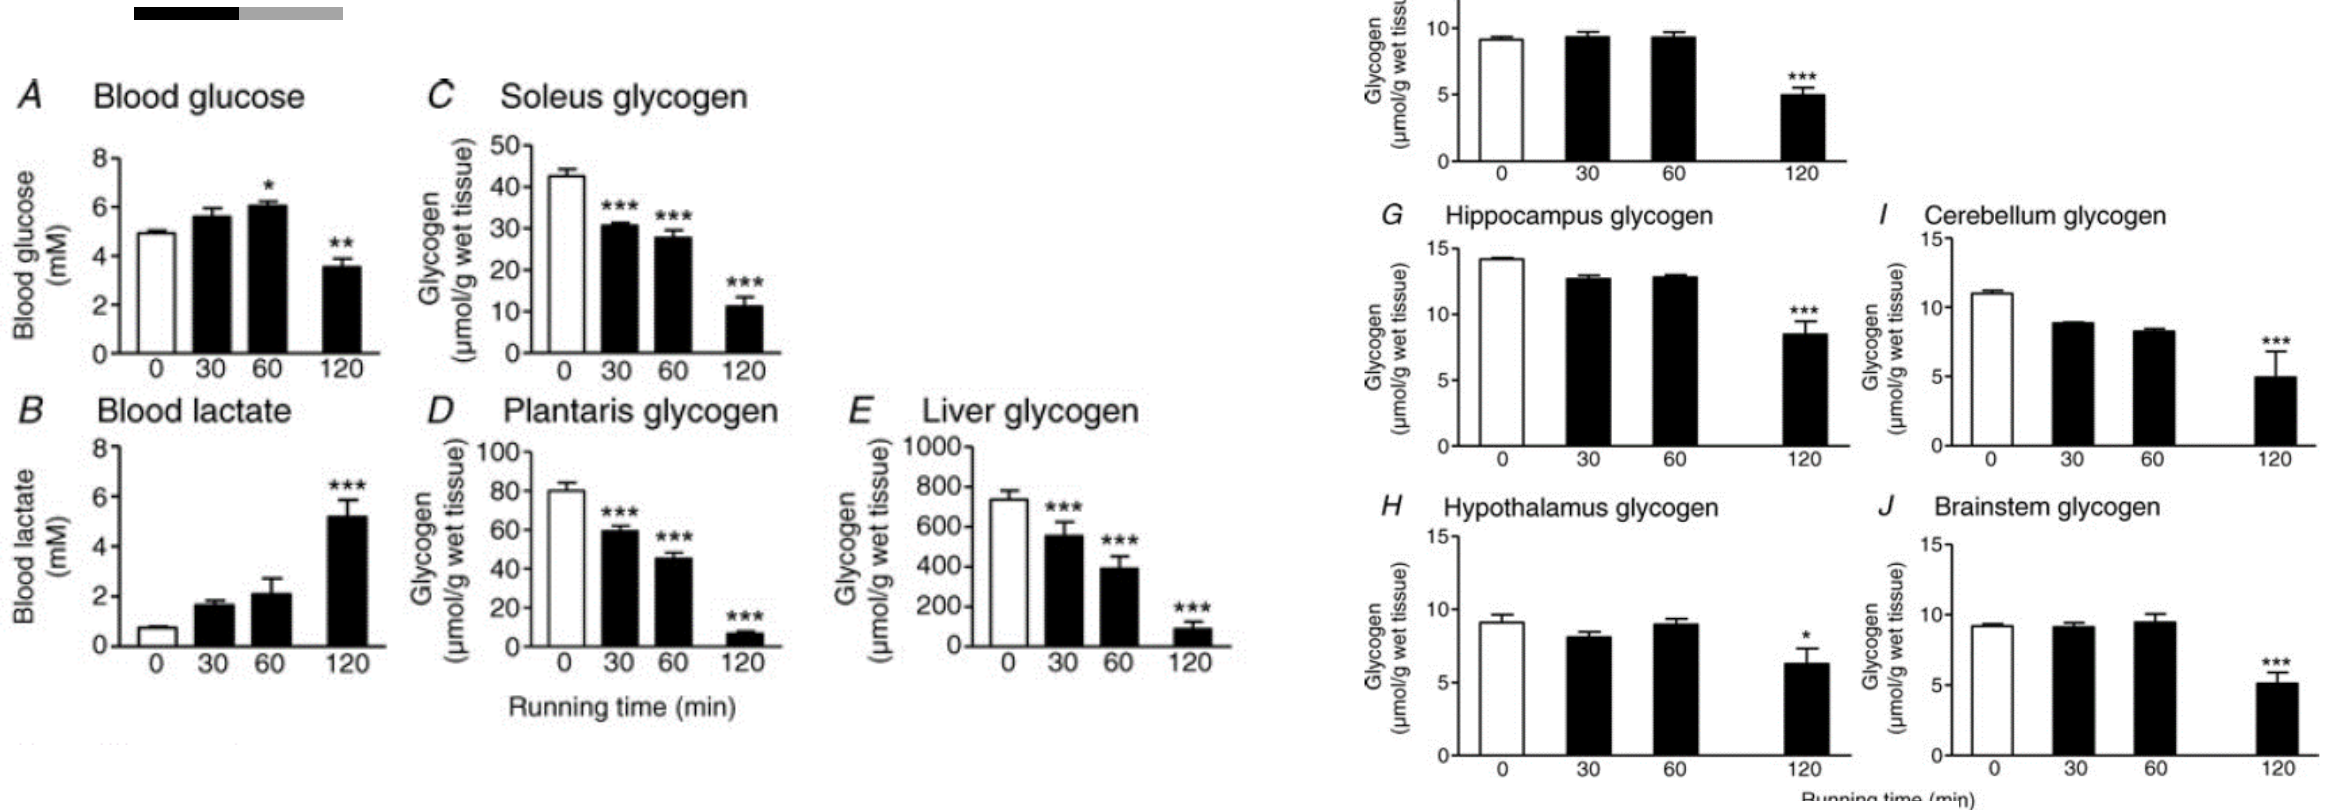 A Blood glucose
Blood glucose
(mM)
8
6
4
2
0
*
**
0 30 60 120
B Blood lactate
Blood lactate
(mM)
8
6
4
2
0
***
0 30 60 120
C Soleus glycogen
Glycogen
(µmol/g wet tissue)
50
40
30
20
10
0
***
***
***
0 30 60 120
D Plantaris glycogen
Glycogen
(µmol/g wet tissue)
100
80
60
40
20
0
***
***
***
0 30 60 120
E Liver glycogen
Glycogen
(µmol/g wet tissue)
1000
800
600
400
200
0
***
***
***
0 30 60 120
Running time (min)
Glycogen
(µmol/g wet
10
5
0
***
0 30 60 120
G Hippocampus glycogen
Glycogen
(µmol/g wet tissue)
15
10
5
0
***
0 30 60 120
H Hypothalamus glycogen
Glycogen
(µmol/g wet tissue)
15
10
5
0
*
0 30 60 120
I Cerebellum glycogen
Glycogen
(µmol/g wet tissue)
15
10
5
0
***
0 30 60 120
J Brainstem glycogen
Glycogen
(µmol/g wet tissue)
15
10
5
0
***
0 30 60 120
Running time (min)